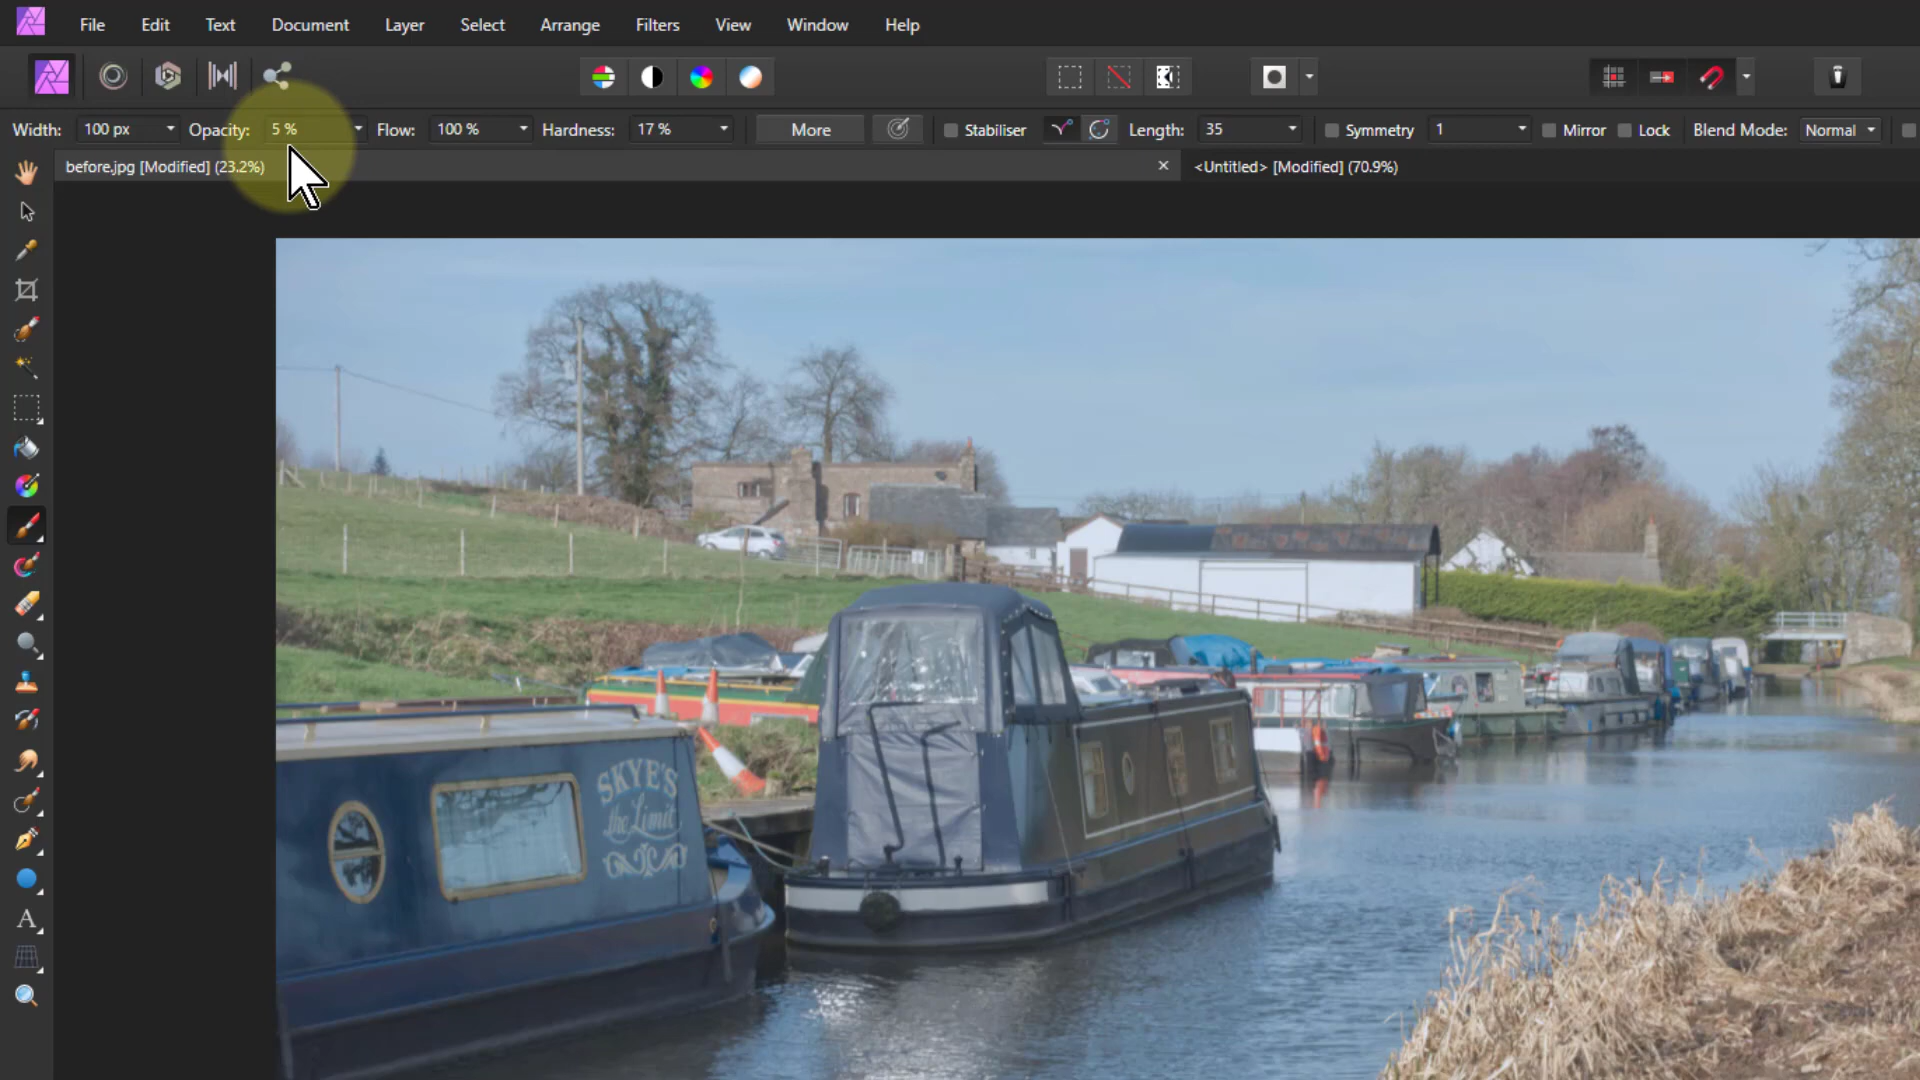 File Edit Text Document Layer Select Arrange Filters View Window Help
Width: 100 px Opacity: 5 % Flow: 100 % Hardness: 17 % More Stabiliser Length: 35 Symmetry 1 Mirror Lock Blend Mode: Normal
before.jpg [Modified] (23.2%) × <Untitled> [Modified] (70.9%)
SKYE'S
the Limit